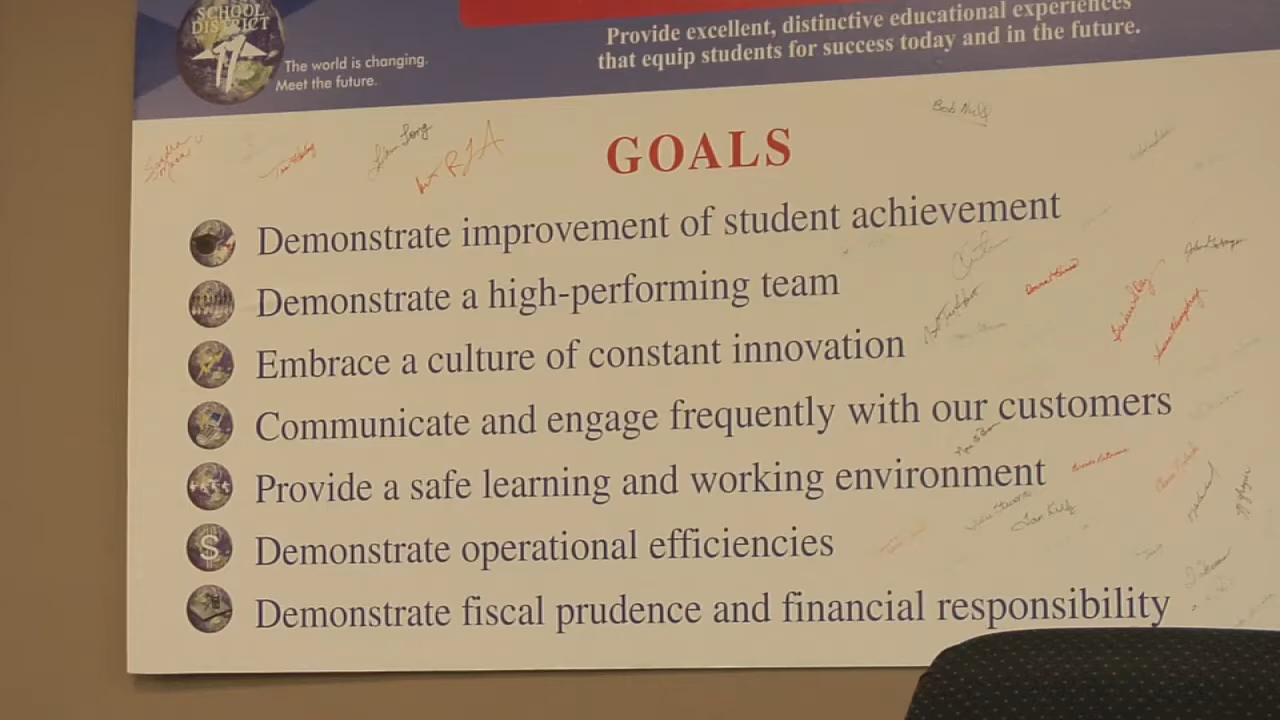 SCHOOL
DISTRICT
11
The world is changing.
Meet the future.
Provide excellent, distinctive educational experiences
that equip students for success today and in the future.
GOALS
Demonstrate improvement of student achievement
Demonstrate a high-performing team
Embrace a culture of constant innovation
Communicate and engage frequently with our customers
Provide a safe learning and working environment
$ Demonstrate operational efficiencies
Demonstrate fiscal prudence and financial responsibility